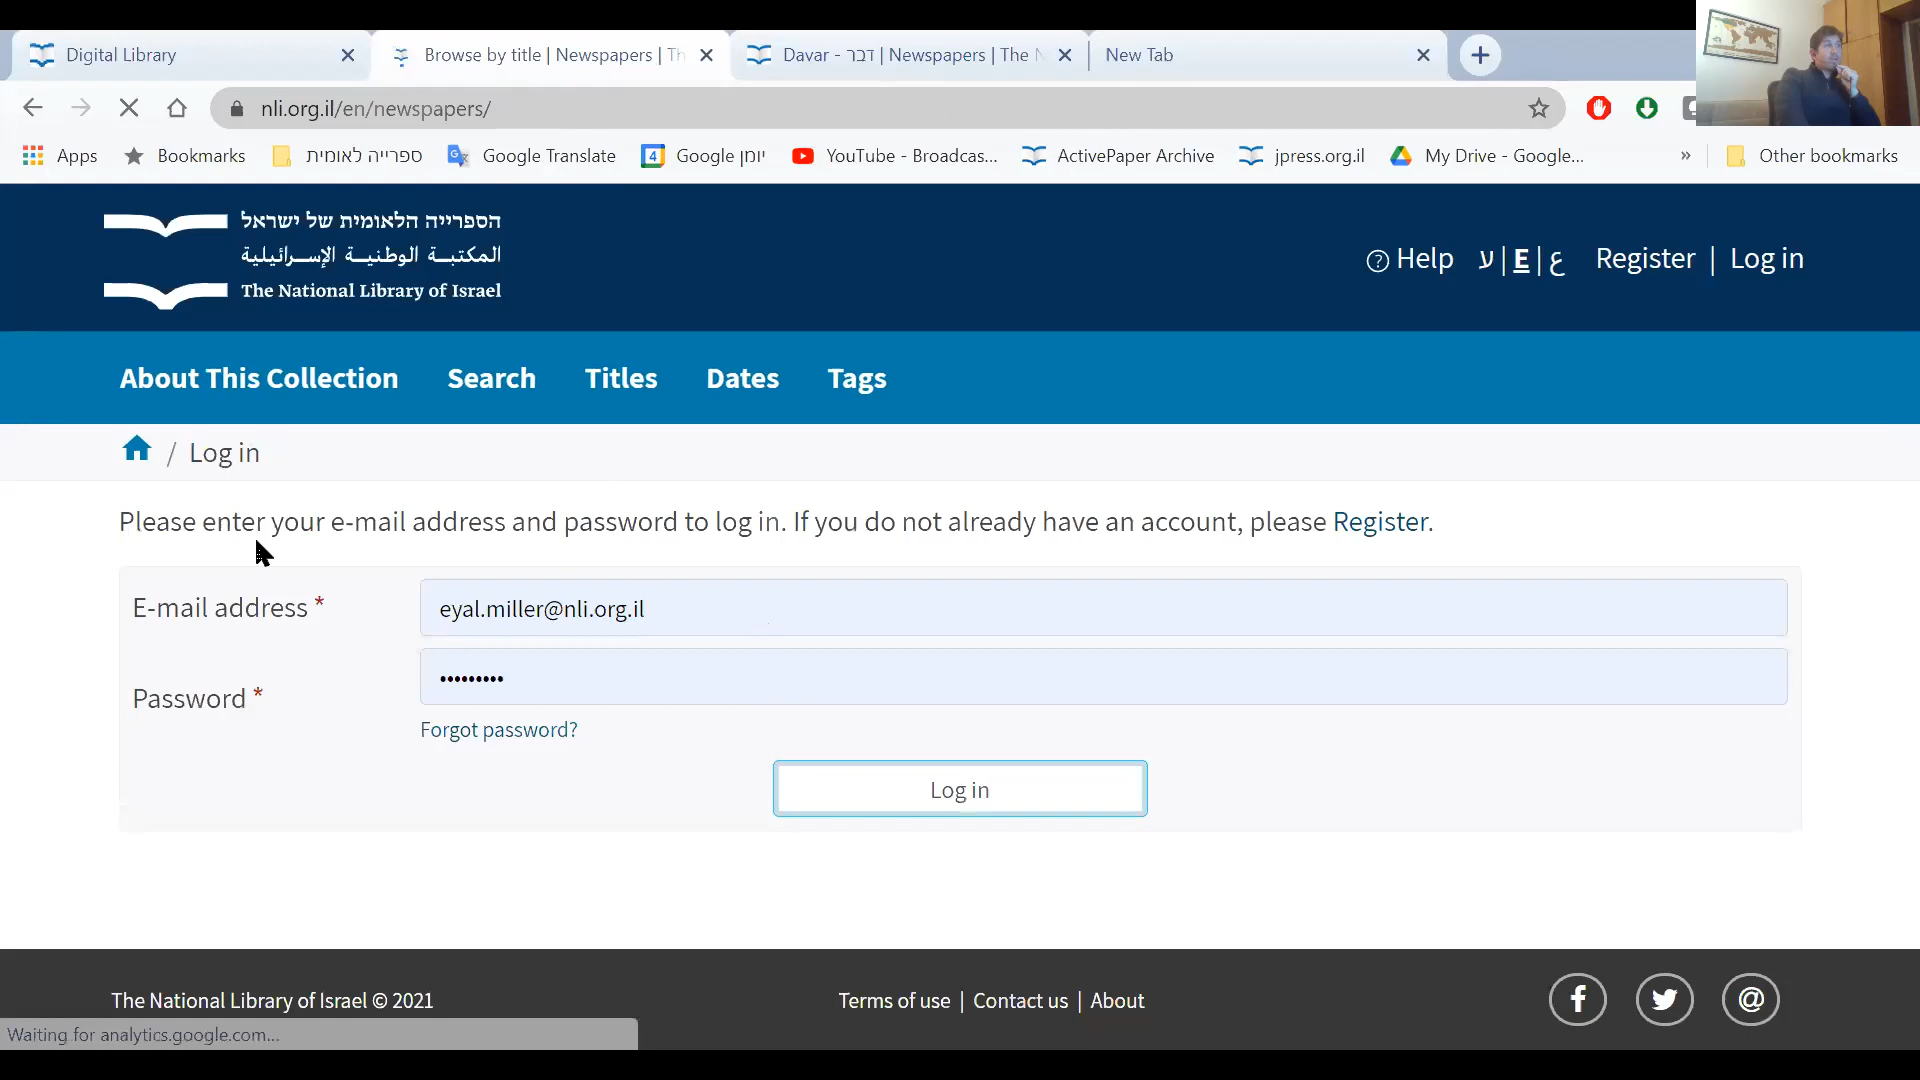 Digital Library
Browse by title | Newspapers | Th
Davar - דבר | Newspapers | The N
New Tab
nli.org.il/en/newspapers/
Apps
Bookmarks
ספרייה לאומית
Google Translate
4
יומן Google
YouTube - Broadcas...
ActivePaper Archive
jpress.org.il
My Drive - Google...
»
Other bookmarks
הספרייה הלאומית של ישראל
المكتبـة الوطنيـة الإسـرائيلية
The National Library of Israel
? Help
ע | E | ع
Register | Log in
About This Collection
Search
Titles
Dates
Tags
/ Log in
Please enter your e-mail address and password to log in. If you do not already have an account, please Register.
E-mail address *
eyal.miller@nli.org.il
Password *
•••••••••
Forgot password?
Log in
The National Library of Israel © 2021
Terms of use | Contact us | About
Waiting for analytics.google.com...